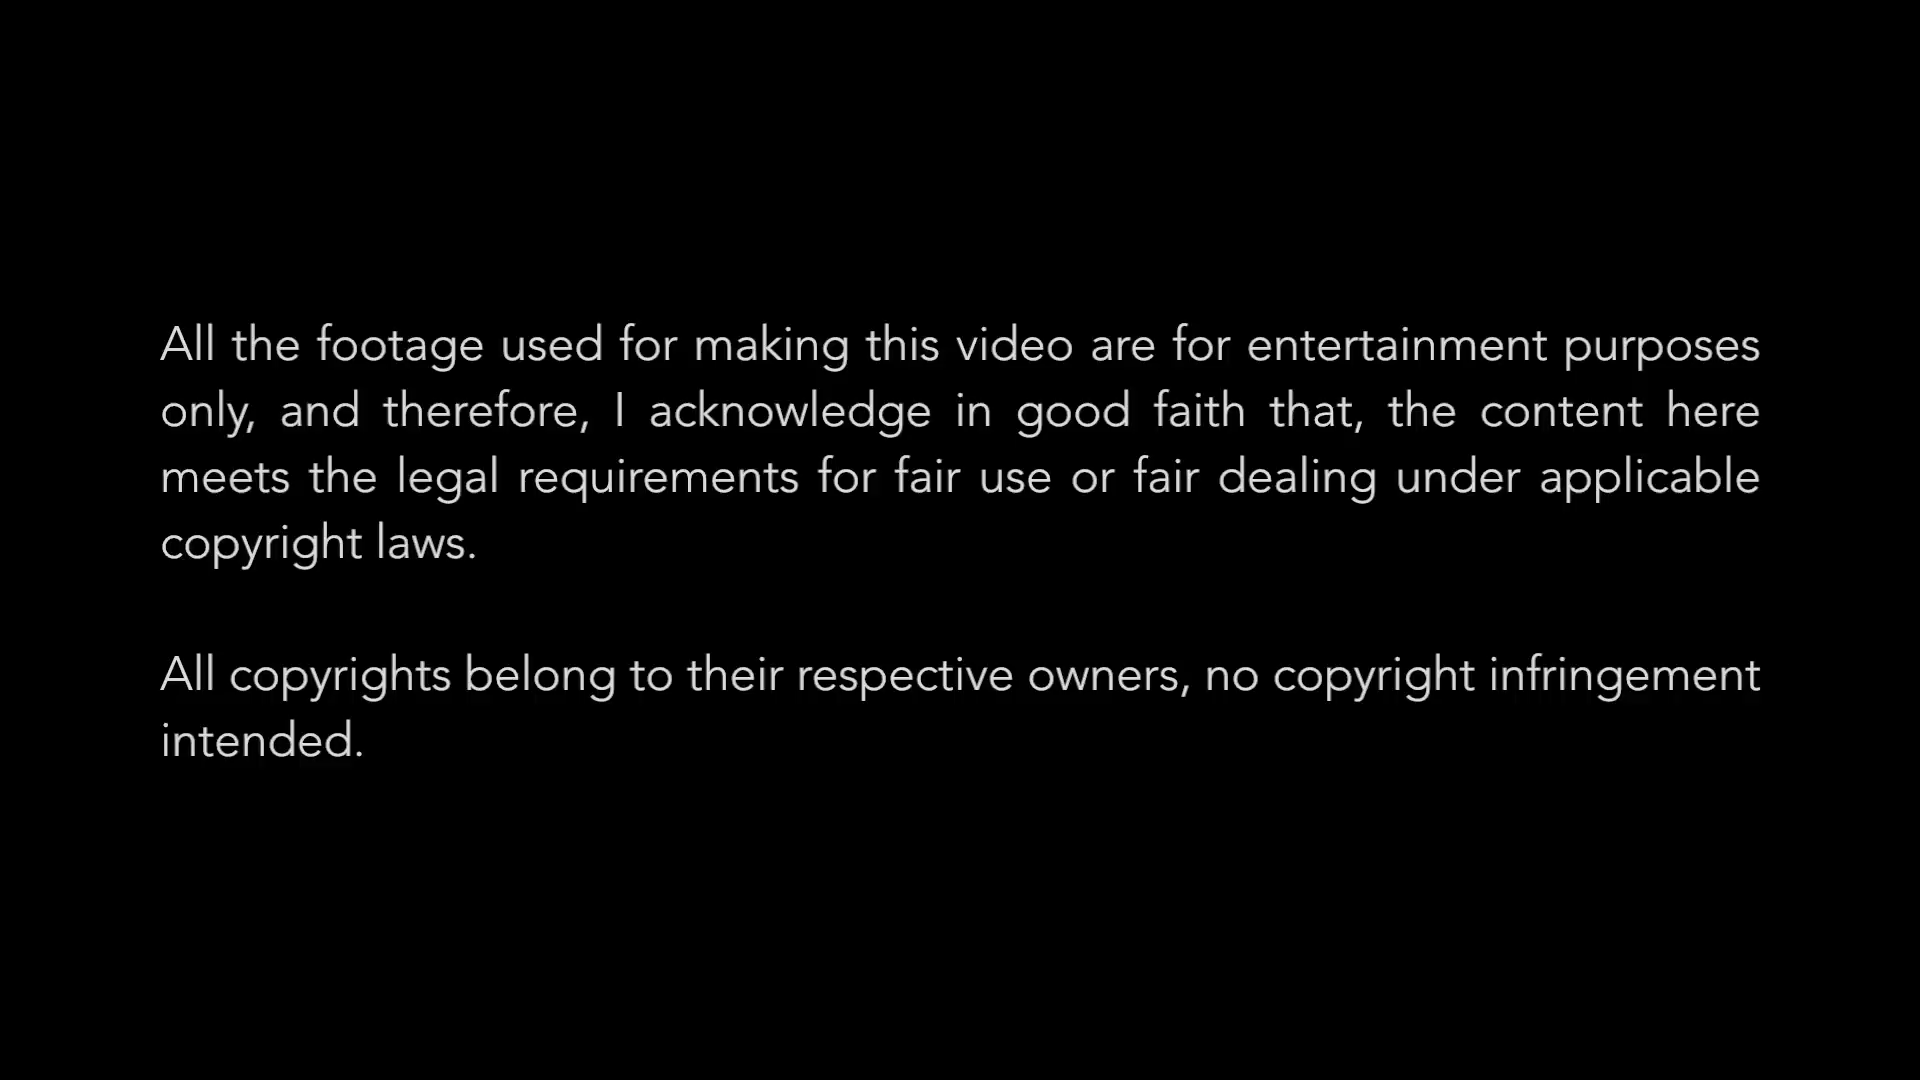 All the footage used for making this video are for entertainment purposes
only, and therefore, I acknowledge in good faith that, the content here
meets the legal requirements for fair use or fair dealing under applicable
copyright laws.
All copyrights belong to their respective owners, no copyright infringement
intended.